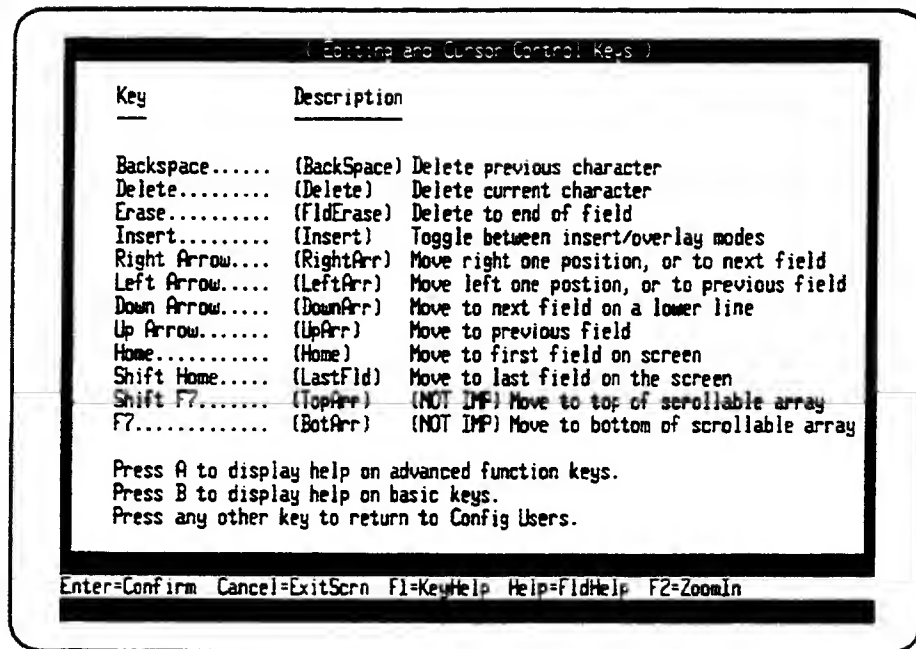 ( Editing and Cursor Control Keys )
Key Description
Backspace...... (BackSpace) Delete previous character
Delete......... (Delete) Delete current character
Erase.......... (FldErase) Delete to end of field
Insert......... (Insert) Toggle between insert/overlay modes
Right Arrow.... (RightArr) Move right one position, or to next field
Left Arrow..... (LeftArr) Move left one postion, or to previous field
Down Arrow..... (DownArr) Move to next field on a lower line
Up Arrow....... (UpArr) Move to previous field
Home........... (Home) Move to first field on screen
Shift Home..... (LastFld) Move to last field on the screen
Shift F7....... (TopArr) (NOT IMP) Move to top of scrollable array
F7............. (BotArr) (NOT IMP) Move to bottom of scrollable array
Press A to display help on advanced function keys.
Press B to display help on basic keys.
Press any other key to return to Config Users.
Enter=Confirm Cancel=ExitScrn F1=KeyHelp Help=FldHelp F2=ZoomIn